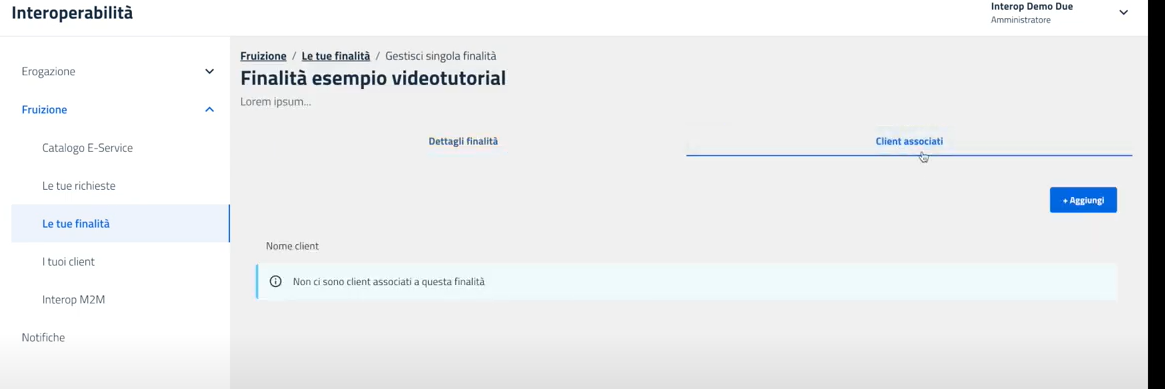 Interoperabilità
Interop Demo Due
Amministratore
Erogazione
Fruizione
Catalogo E-Service
Le tue richieste
Le tue finalità
I tuoi client
Interop M2M
Notifiche
Fruizione / Le tue finalità / Gestisci singola finalità
Finalità esempio videotutorial
Lorem ipsum...
Dettagli finalità
Client associati
+ Aggiungi
Nome client
Non ci sono client associati a questa finalità